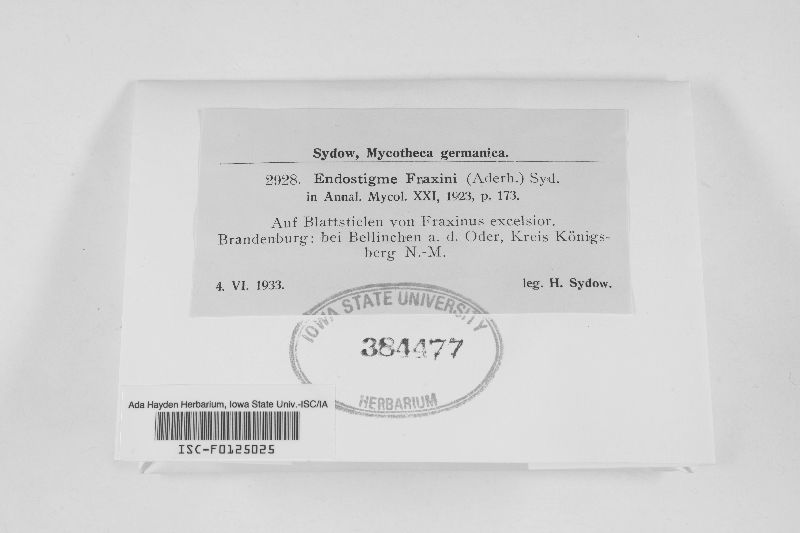 Sydow, Mycotheca germanica.
2928. Endostigme Fraxini (Aderh.) Syd.
in Annal. Mycol. XXI, 1923, p. 173.
Auf Blattstielen von Fraxinus excelsior.
Brandenburg: bei Bellinchen a. d. Oder, Kreis Königs-
berg N.-M.
4. VI. 1933. leg. H. Sydow.
IOWA STATE UNIVERSITY
384477
HERBARIUM
Ada Hayden Herbarium, Iowa State Univ.-ISC/IA
ISC-F0125025